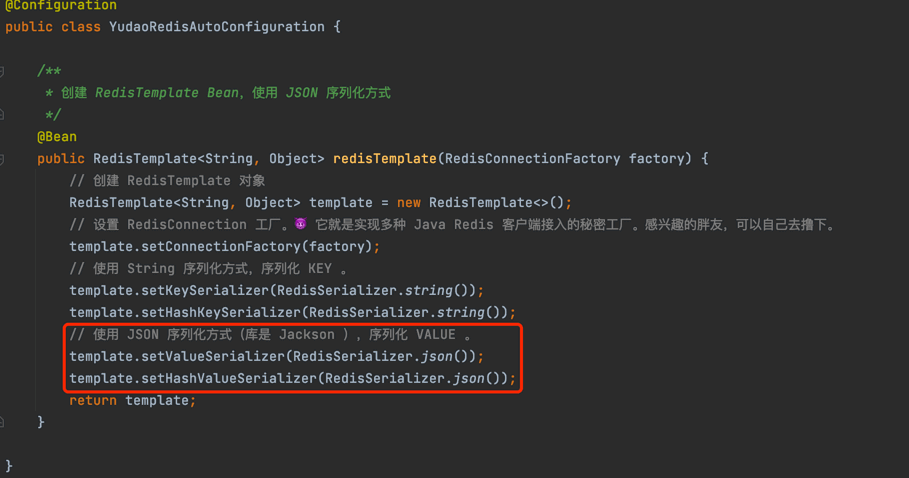 @Configuration
public class YudaoRedisAutoConfiguration {
/**
* 创建 RedisTemplate Bean，使用 JSON 序列化方式
*/
@Bean
public RedisTemplate<String, Object> redisTemplate(RedisConnectionFactory factory) {
// 创建 RedisTemplate 对象
RedisTemplate<String, Object> template = new RedisTemplate<>();
// 设置 RedisConnection 工厂。😈 它就是实现多种 Java Redis 客户端接入的秘密工厂。感兴趣的胖友，可以自己去撸下。
template.setConnectionFactory(factory);
// 使用 String 序列化方式，序列化 KEY 。
template.setKeySerializer(RedisSerializer.string());
template.setHashKeySerializer(RedisSerializer.string());
// 使用 JSON 序列化方式（库是 Jackson ），序列化 VALUE 。
template.setValueSerializer(RedisSerializer.json());
template.setHashValueSerializer(RedisSerializer.json());
return template;
}
}